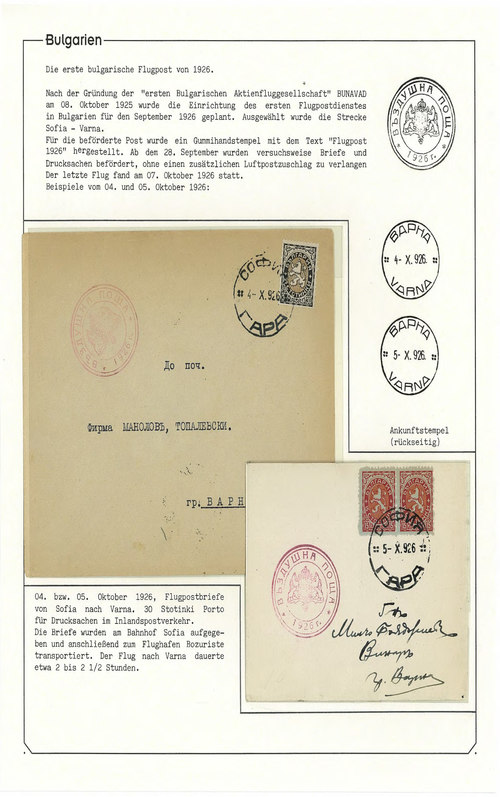 Bulgarien
Die erste bulgarische Flugpost von 1926.
Nach der Gründung der "ersten Bulgarischen Aktienfluggesellschaft" BUNAVAD
am 08. Oktober 1925 wurde die Einrichtung des ersten Flugpostdienstes
in Bulgarien für den September 1926 geplant. Ausgewählt wurde die Strecke
Sofia - Varna.
Für die beförderte Post wurde ein Gummihandstempel mit dem Text "Flugpost
1926" hergestellt. Ab dem 28. September wurden versuchsweise Briefe und
Drucksachen befördert, ohne einen zusätzlichen Luftpostzuschlag zu verlangen
Der letzte Flug fand am 07. Oktober 1926 statt.
Beispiele vom 04. und 05. Oktober 1926:
ВЪЗДУШНА ПОЩА
1926 г.
ВАРНА
4- X. 926.
VARNA
ВАРНА
5- X. 926.
VARNA
Ankunftstempel
(rückseitig)
СОФИЯ
4- X. 926
ГАРА
ВЪЗДУШНА ПОЩА
1926 г.
До поч.
Фирма МАНОЛОВЪ, ТОПАЛЕВСКИ.
гр. ВАРН
СОФИЯ
5- X. 926
ГАРА
ВЪЗДУШНА ПОЩА
1926 г.
Варна
04. bzw. 05. Oktober 1926, Flugpostbriefe
von Sofia nach Varna. 30 Stotinki Porto
für Drucksachen im Inlandspostverkehr.
Die Briefe wurden am Bahnhof Sofia aufgege-
ben und anschließend zum Flughafen Bozuriste
transportiert. Der Flug nach Varna dauerte
etwa 2 bis 2 1/2 Stunden.